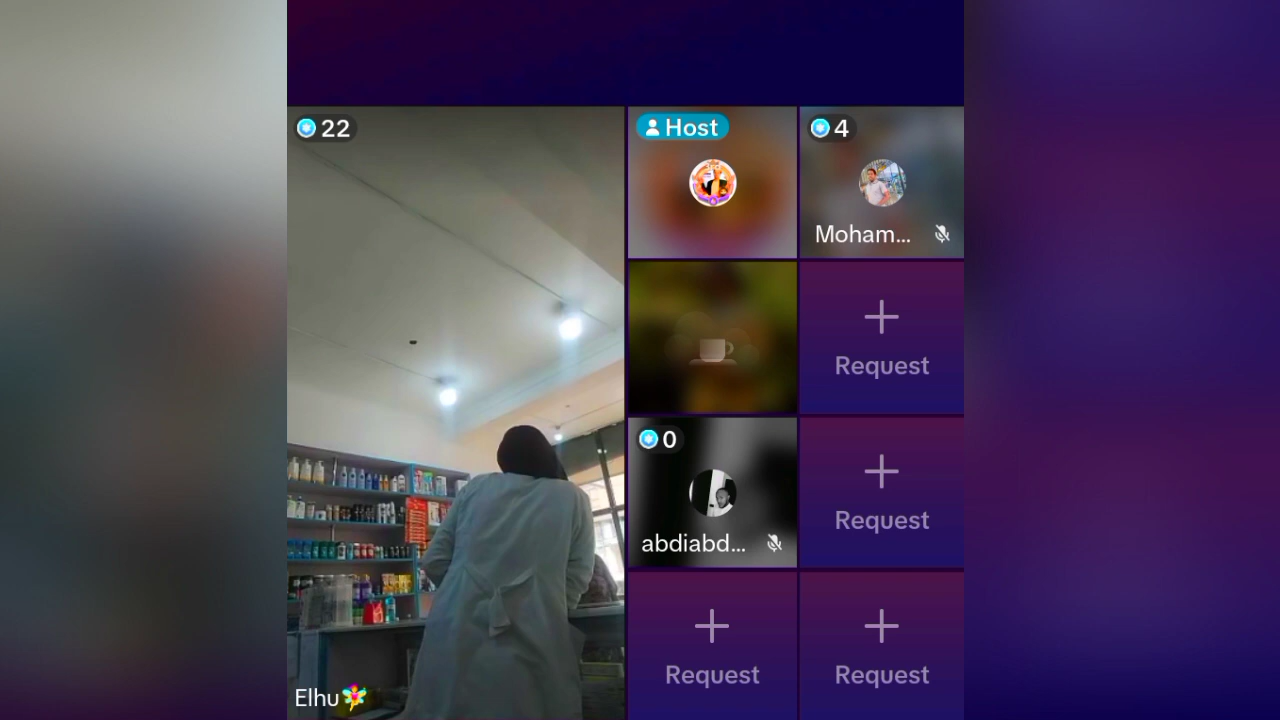 22
Host
4
Moham...
Request
0
abdiabd...
Request
Request
Request
Elhu🧚